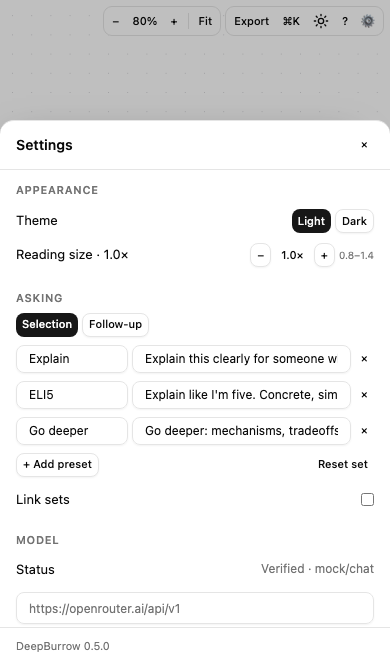 − 80% + Fit Export ⌘K ?
Settings ×
APPEARANCE
Theme Light Dark
Reading size · 1.0× − 1.0× + 0.8–1.4
ASKING
Selection Follow-up
Explain Explain this clearly for someone w ×
ELI5 Explain like I'm five. Concrete, sim ×
Go deeper Go deeper: mechanisms, tradeoffs ×
+ Add preset Reset set
Link sets
MODEL
Status Verified · mock/chat
https://openrouter.ai/api/v1
DeepBurrow 0.5.0